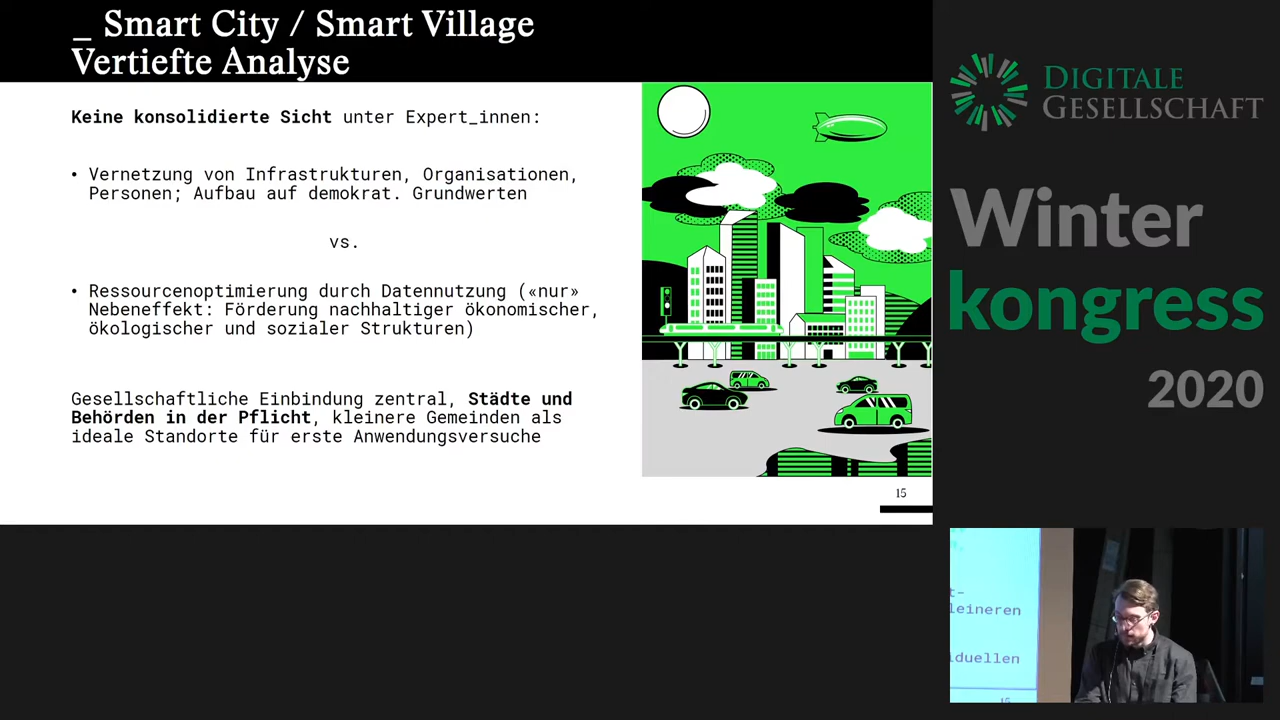 _ Smart City / Smart Village
Vertiefte Analyse
Keine konsolidierte Sicht unter Expert_innen:
• Vernetzung von Infrastrukturen, Organisationen,
Personen; Aufbau auf demokrat. Grundwerten
vs.
• Ressourcenoptimierung durch Datennutzung («nur»
Nebeneffekt: Förderung nachhaltiger ökonomischer,
ökologischer und sozialer Strukturen)
Gesellschaftliche Einbindung zentral, Städte und
Behörden in der Pflicht, kleinere Gemeinden als
ideale Standorte für erste Anwendungsversuche
15
DIGITALE
GESELLSCHAFT
Winter
kongress
2020
t-
leineren
iduellen
15